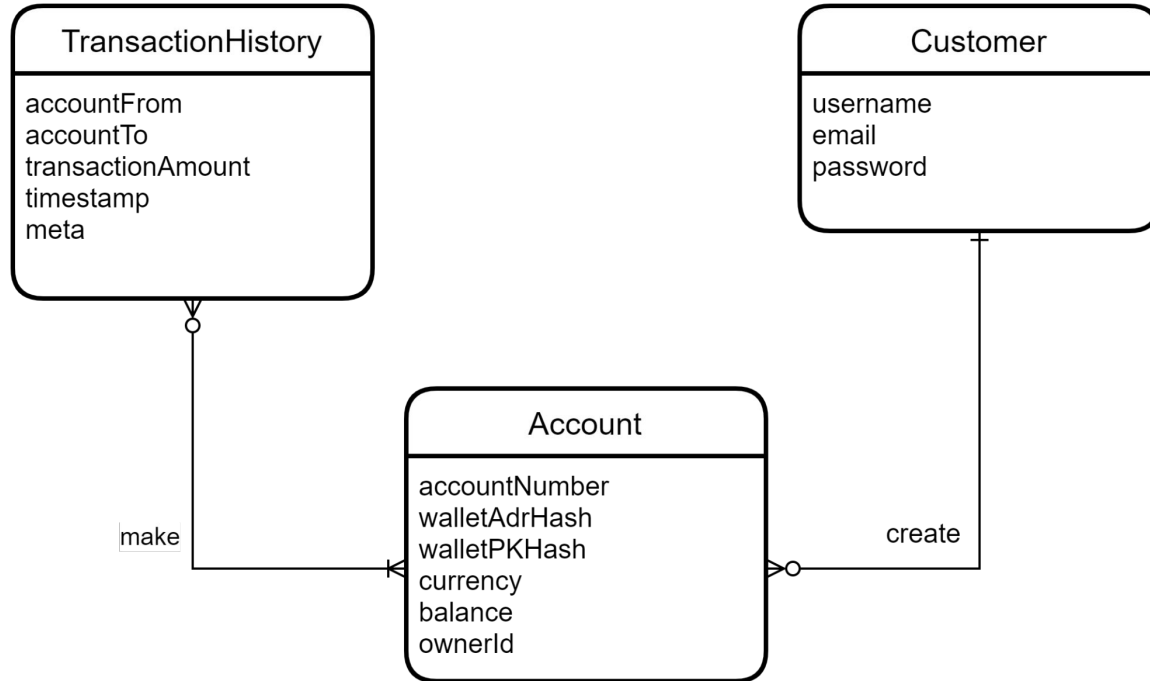 TransactionHistory
accountFrom
accountTo
transactionAmount
timestamp
meta
Customer
username
email
password
make
create
Account
accountNumber
walletAdrHash
walletPKHash
currency
balance
ownerId